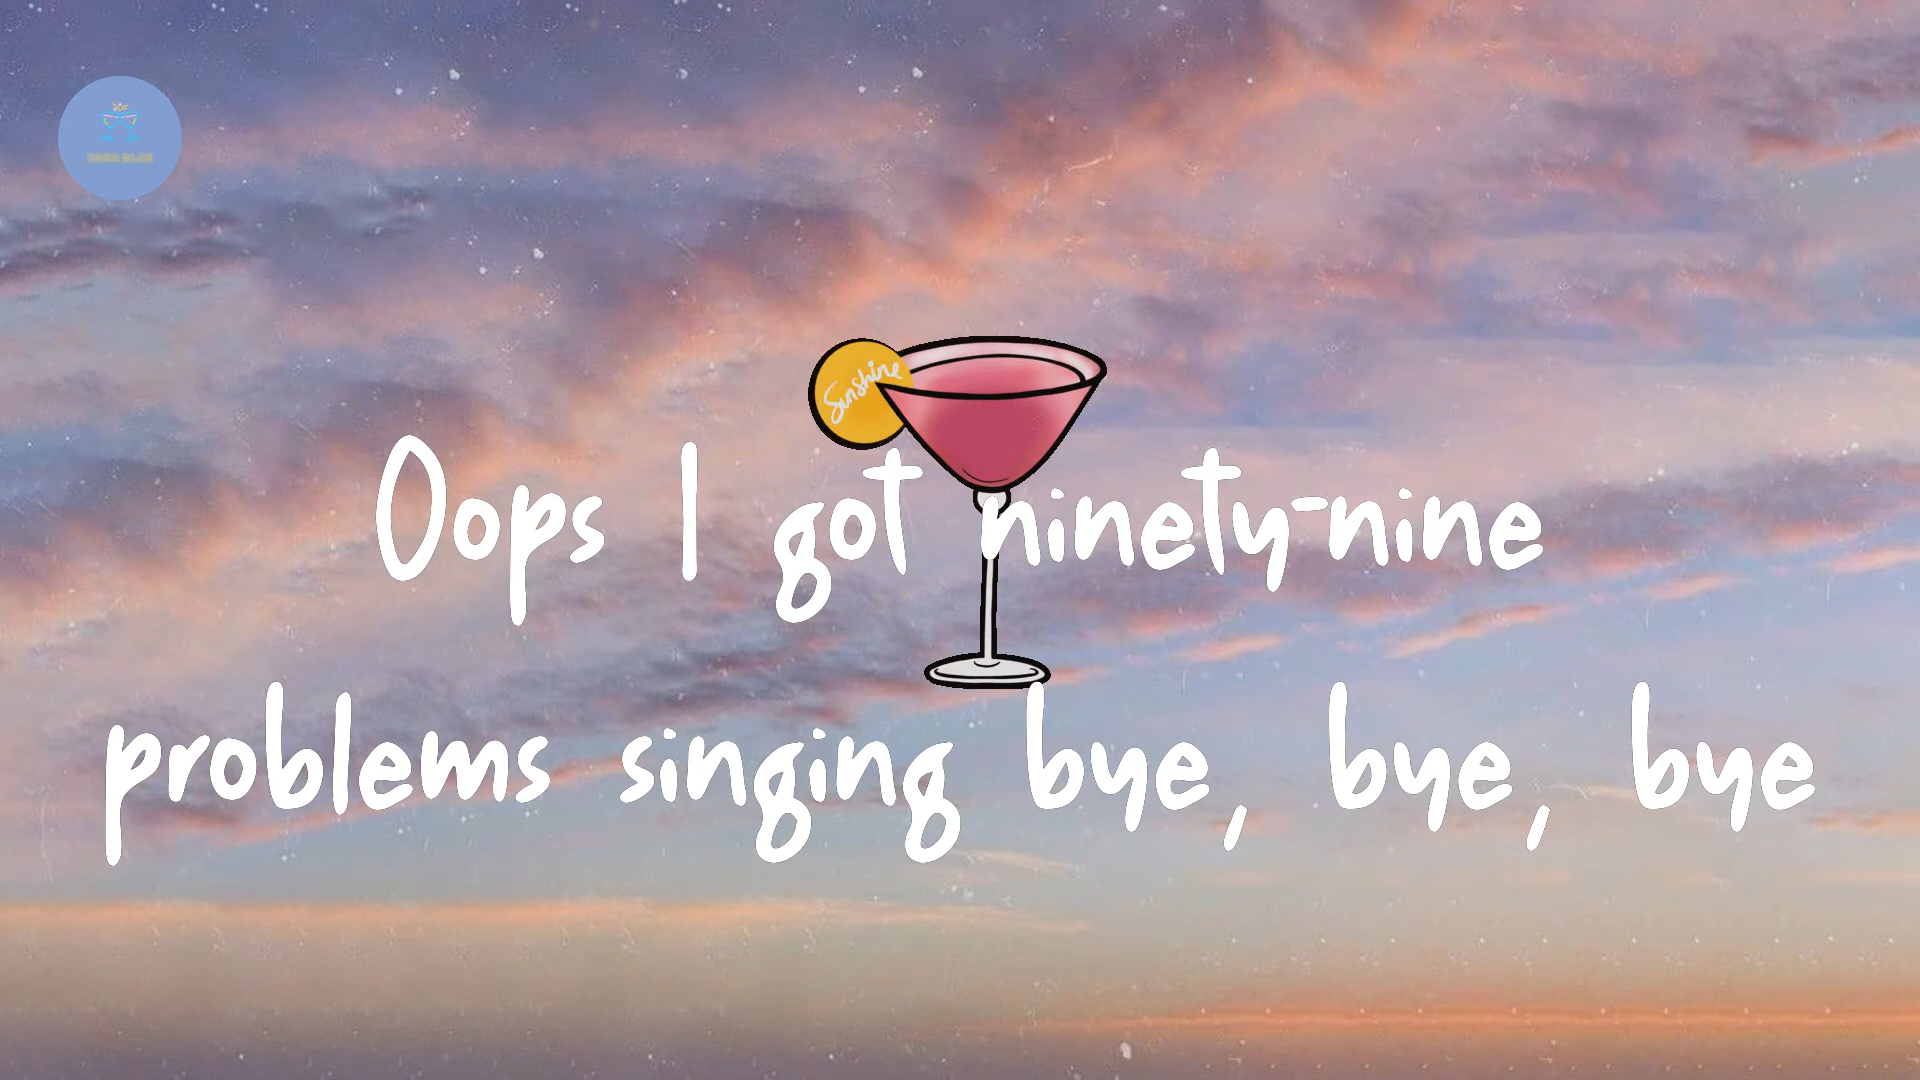 Sunshine
Oops I got ninety-nine
problems singing bye, bye, bye